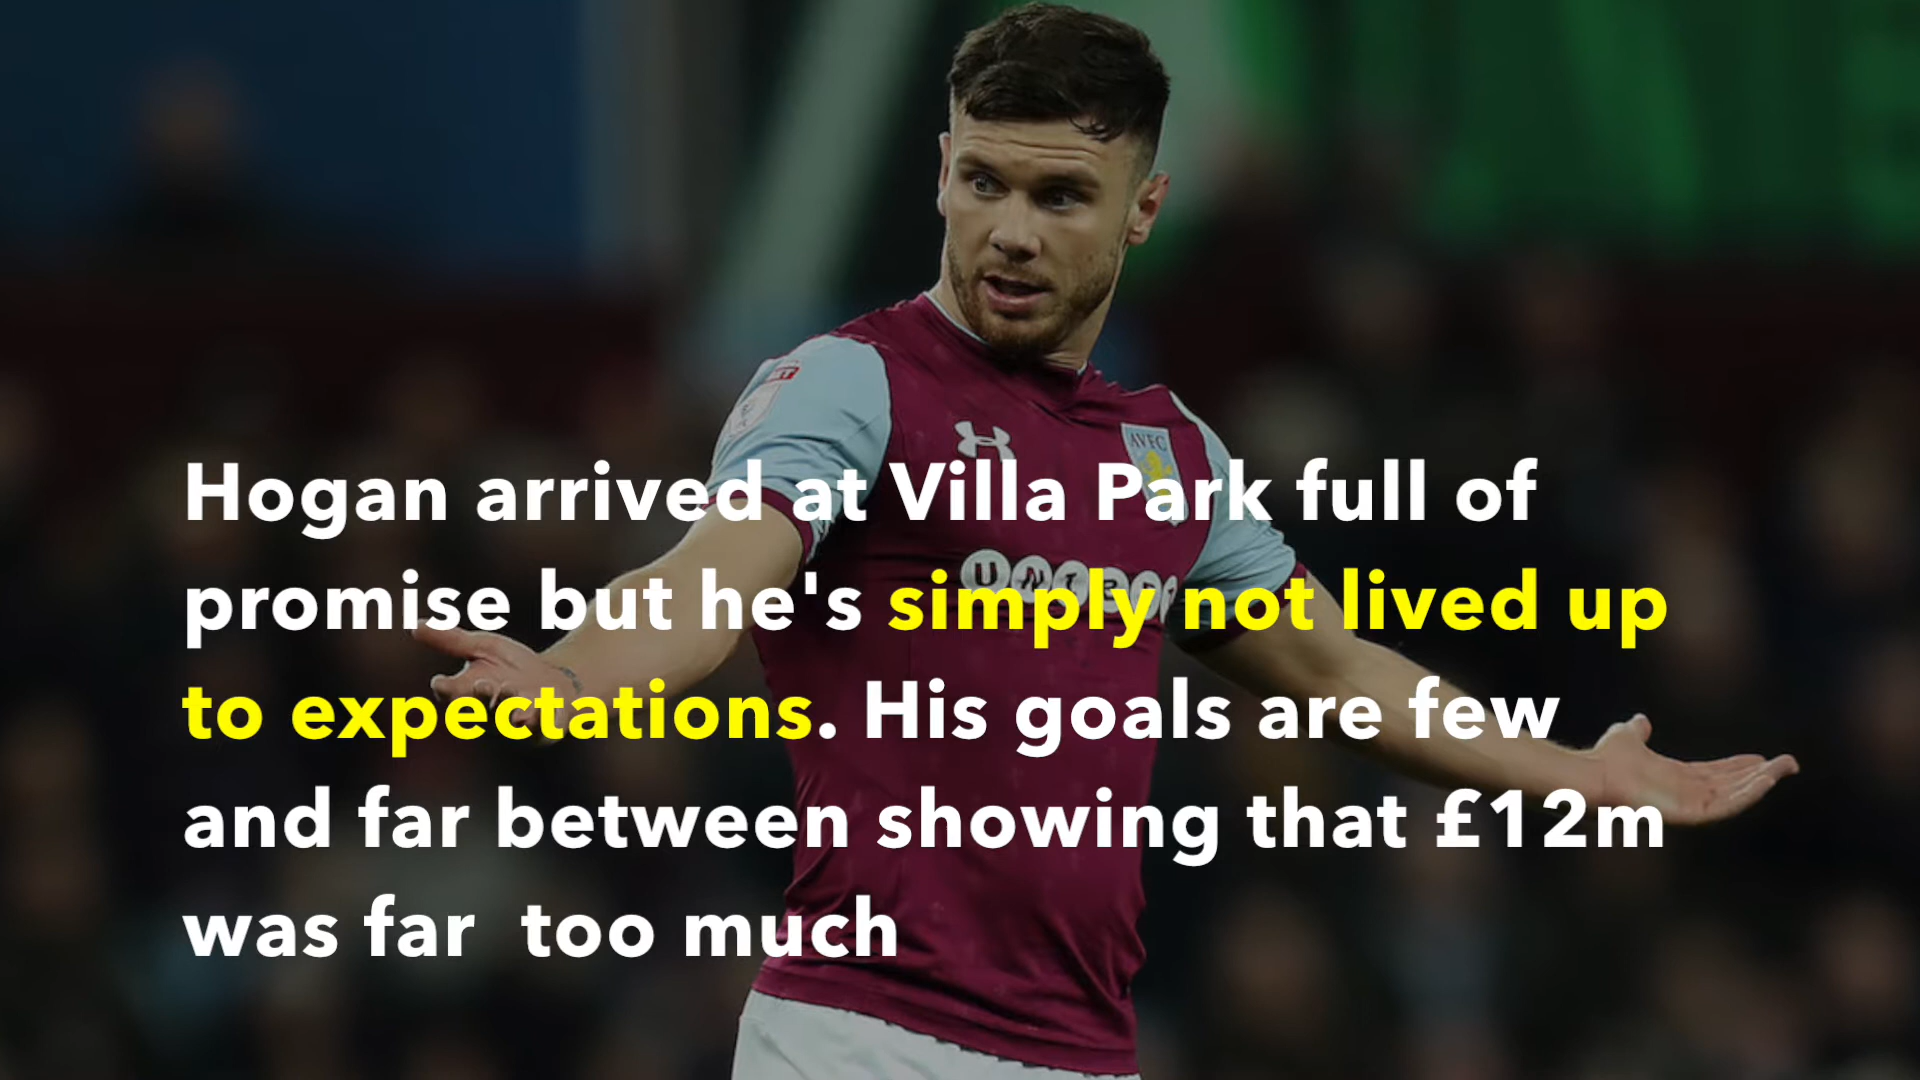 AVFC
Hogan arrived at Villa Park full of
promise but he's simply not lived up
to expectations. His goals are few
and far between showing that £12m
was far  too much